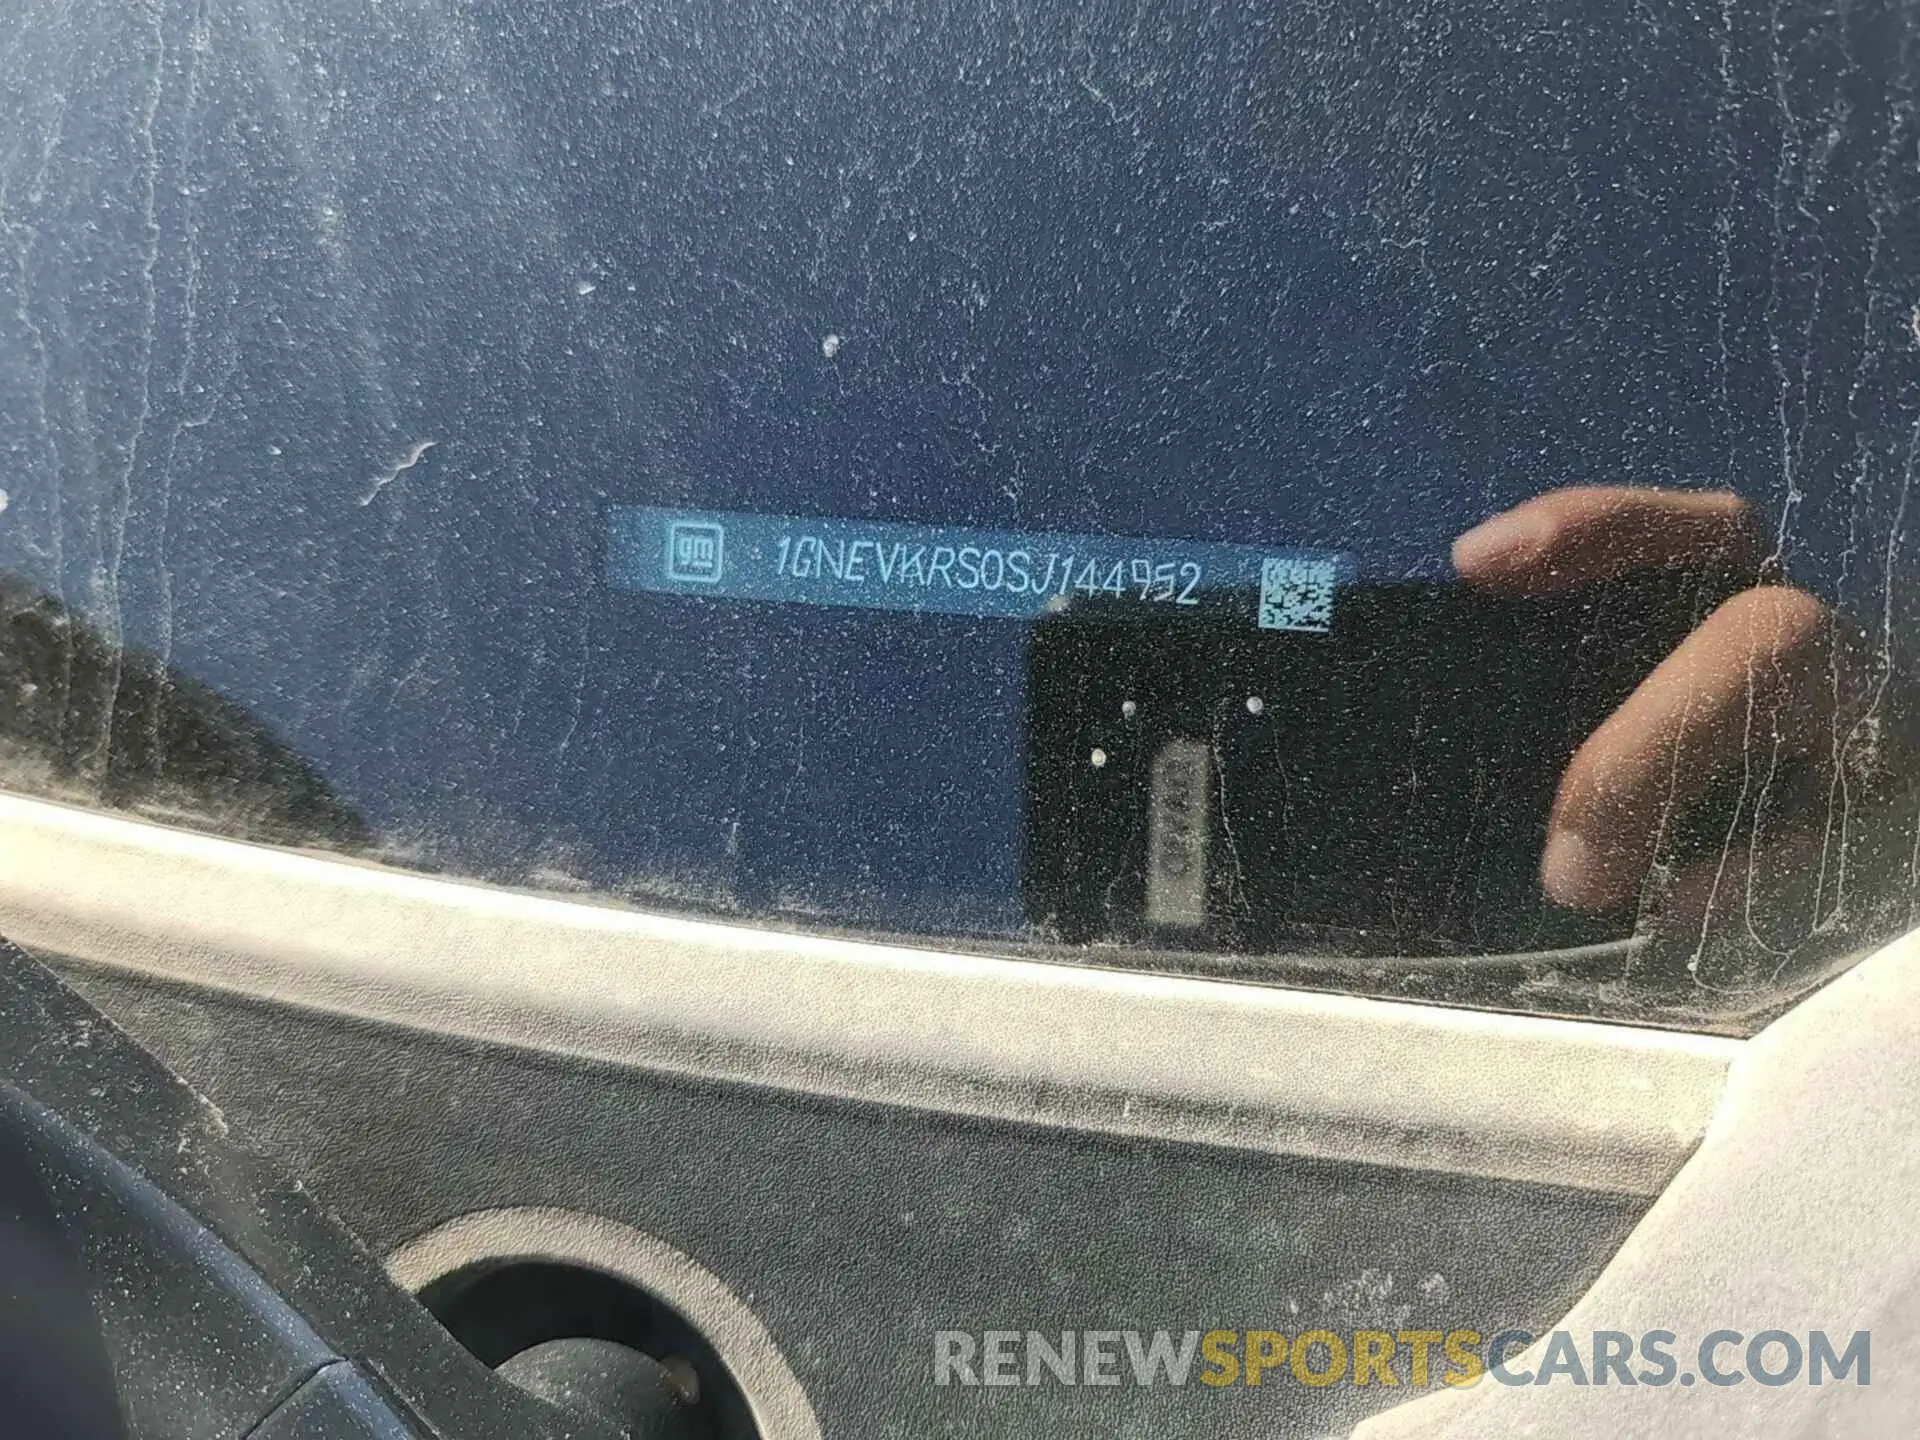 gm 1GNEVKRS0SJ144952
RENEWSPORTSCARS.COM